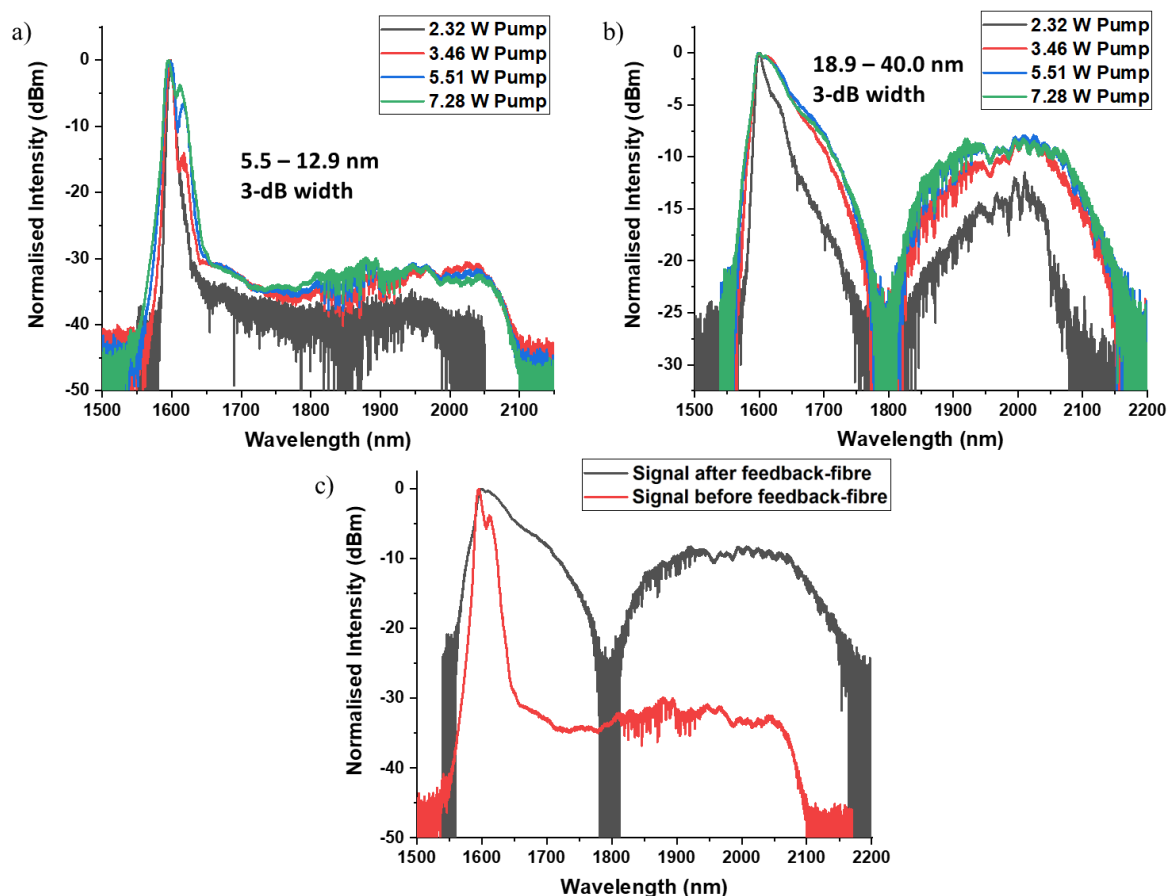 a)
2.32 W Pump
3.46 W Pump
5.51 W Pump
7.28 W Pump
5.5 – 12.9 nm
3-dB width
Normalised Intensity (dBm)
0
-10
-20
-30
-40
-50
1500 1600 1700 1800 1900 2000 2100
Wavelength (nm)
b)
2.32 W Pump
3.46 W Pump
5.51 W Pump
7.28 W Pump
18.9 – 40.0 nm
3-dB width
Normalised Intensity (dBm)
0
-5
-10
-15
-20
-25
-30
1500 1600 1700 1800 1900 2000 2100 2200
Wavelength (nm)
c)
Signal after feedback-fibre
Signal before feedback-fibre
Normalised Intensity (dBm)
0
-10
-20
-30
-40
-50
1500 1600 1700 1800 1900 2000 2100 2200
Wavelength (nm)